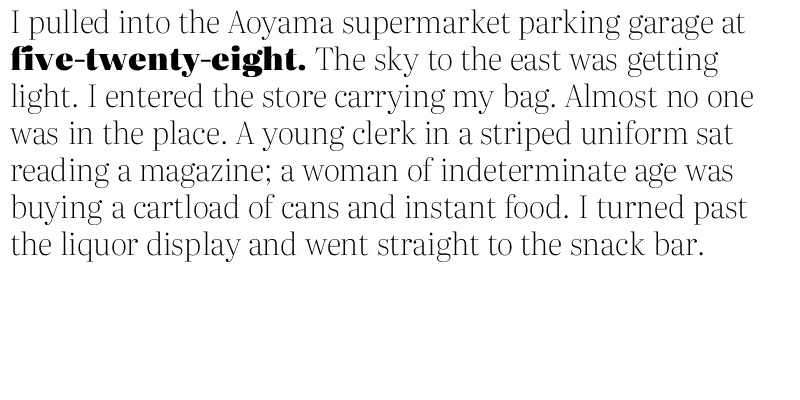 I pulled into the Aoyama supermarket parking garage at
five-twenty-eight. The sky to the east was getting
light. I entered the store carrying my bag. Almost no one
was in the place. A young clerk in a striped uniform sat
reading a magazine; a woman of indeterminate age was
buying a cartload of cans and instant food. I turned past
the liquor display and went straight to the snack bar.